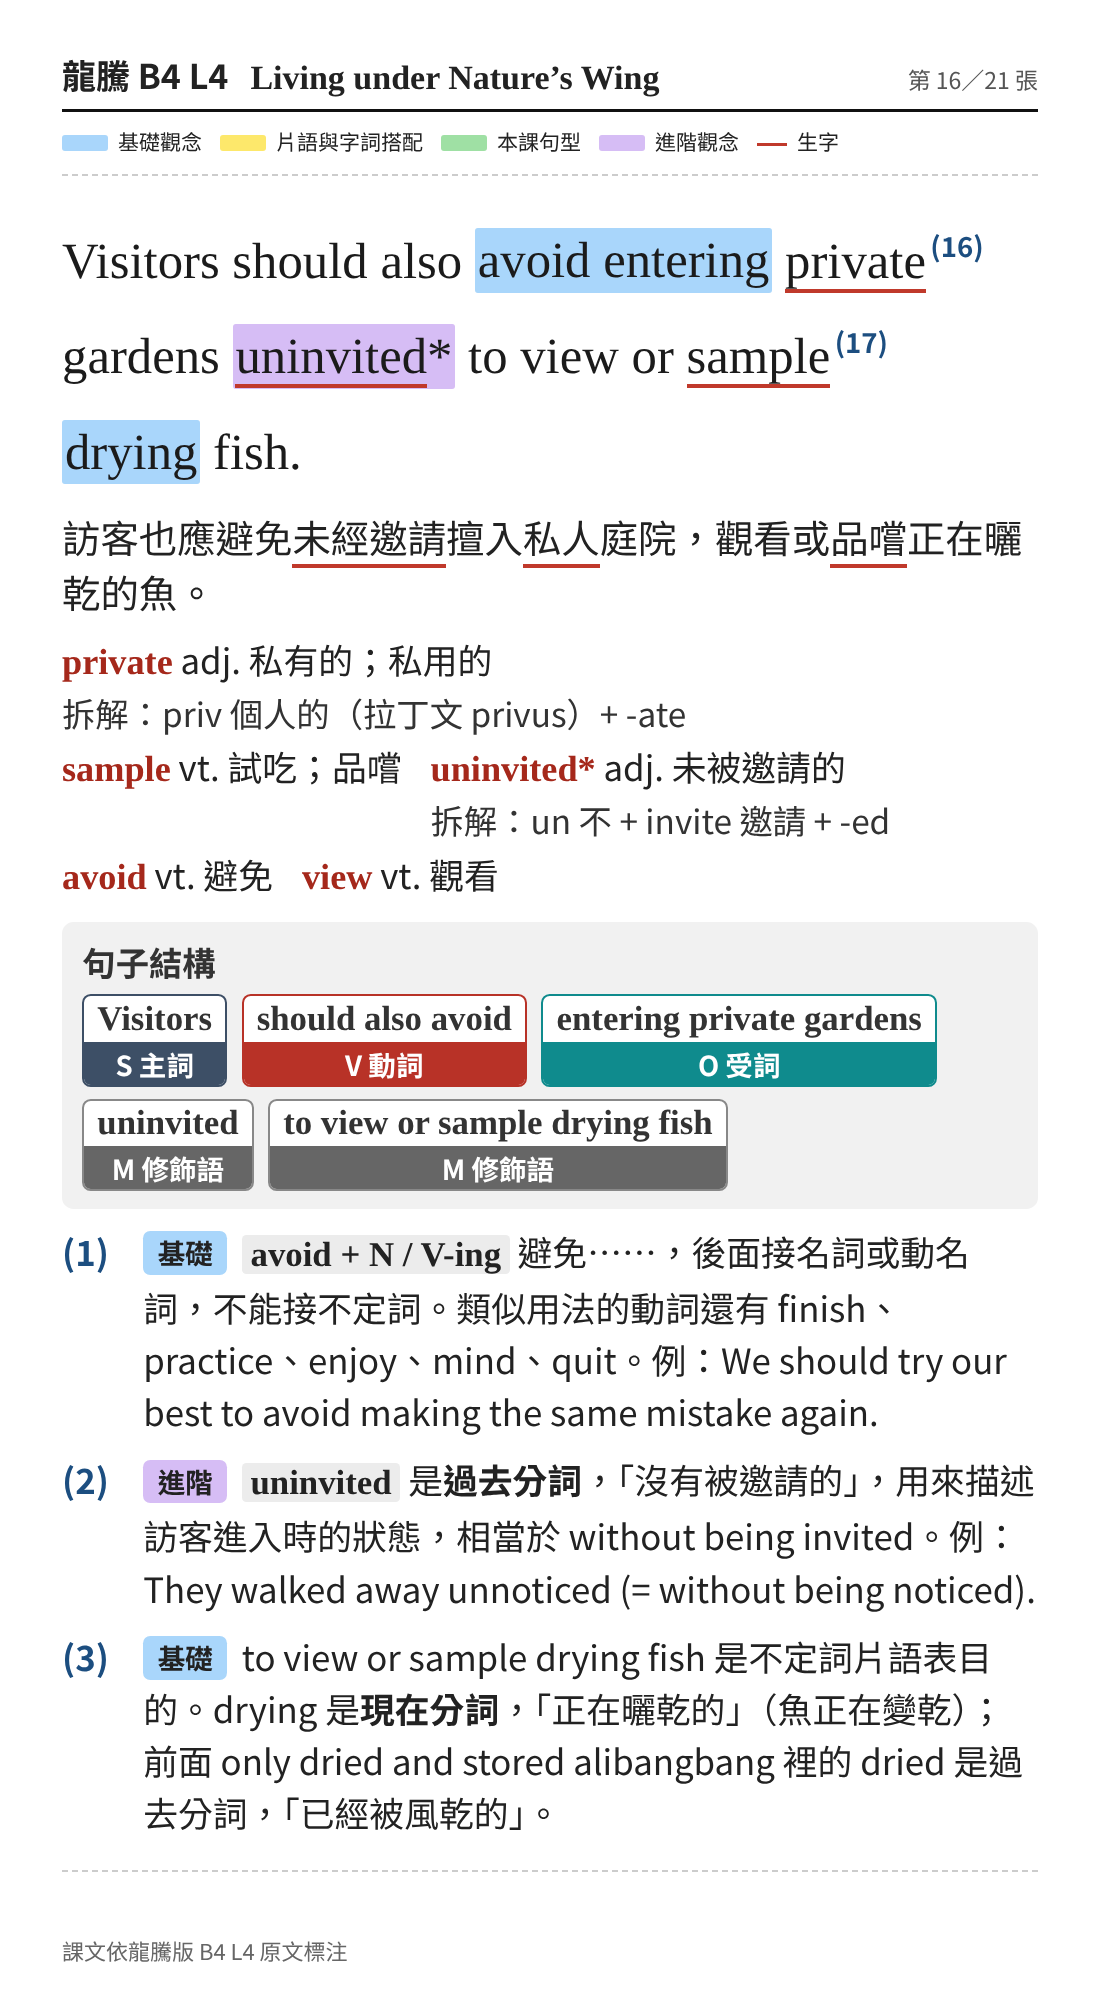 龍騰 B4 L4 Living under Nature’s Wing 第 16／21 張
基礎觀念 片語與字詞搭配 本課句型 進階觀念 生字
Visitors should also avoid entering private(16)
gardens uninvited* to view or sample(17)
drying fish.
訪客也應避免未經邀請擅入私人庭院，觀看或品嚐正在曬
乾的魚。
private adj. 私有的；私用的
拆解：priv 個人的（拉丁文 privus）+ -ate
sample vt. 試吃；品嚐 uninvited* adj. 未被邀請的
拆解：un 不 + invite 邀請 + -ed
avoid vt. 避免 view vt. 觀看
句子結構
Visitors should also avoid entering private gardens
S 主詞 V 動詞 O 受詞
uninvited to view or sample drying fish
M 修飾語 M 修飾語
(1) 基礎 avoid + N / V-ing 避免⋯⋯，後面接名詞或動名
詞，不能接不定詞。類似用法的動詞還有 finish、
practice、enjoy、mind、quit。例：We should try our
best to avoid making the same mistake again.
(2) 進階 uninvited 是過去分詞，「沒有被邀請的」，用來描述
訪客進入時的狀態，相當於 without being invited。例：
They walked away unnoticed (= without being noticed).
(3) 基礎 to view or sample drying fish 是不定詞片語表目
的。drying 是現在分詞，「正在曬乾的」（魚正在變乾）；
前面 only dried and stored alibangbang 裡的 dried 是過
去分詞，「已經被風乾的」。
課文依龍騰版 B4 L4 原文標注